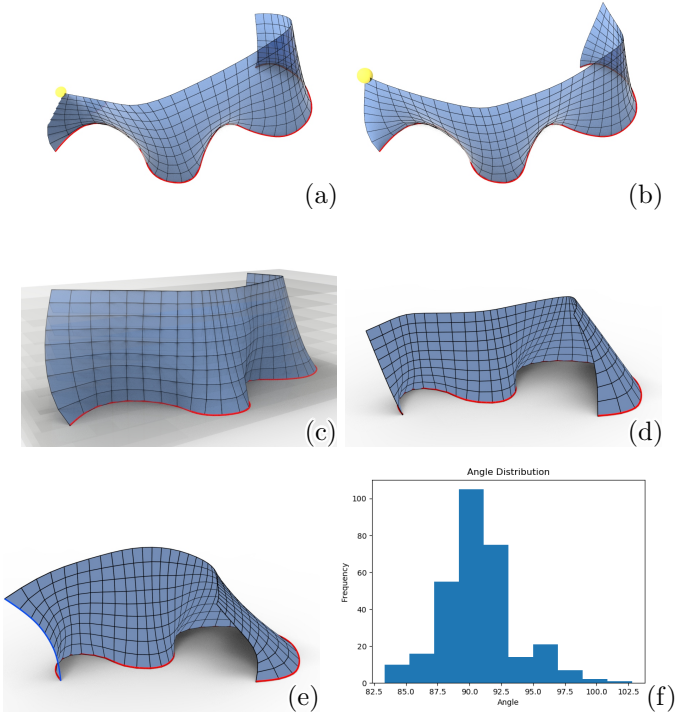 (a)
(b)
(c)
(d)
Angle Distribution
100
80
60
40
20
0
Frequency
82.5 85.0 87.5 90.0 92.5 95.0 97.5 100.0 102.5
Angle
(e)
(f)